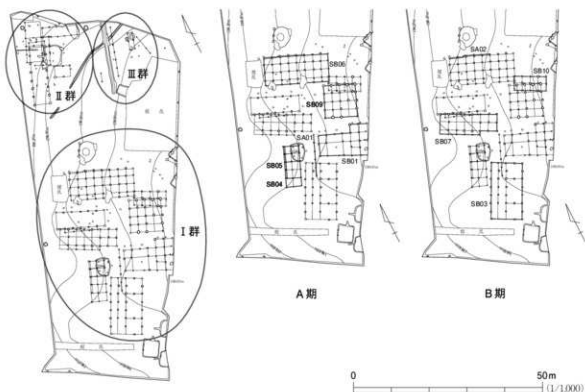 Ⅱ群
Ⅲ群
Ⅰ群
SB06
SB09
SA01
SB01
SB05
SB04
A期
SA02
SB10
SB07
SB03
B期
0
50m
(1/1,000)